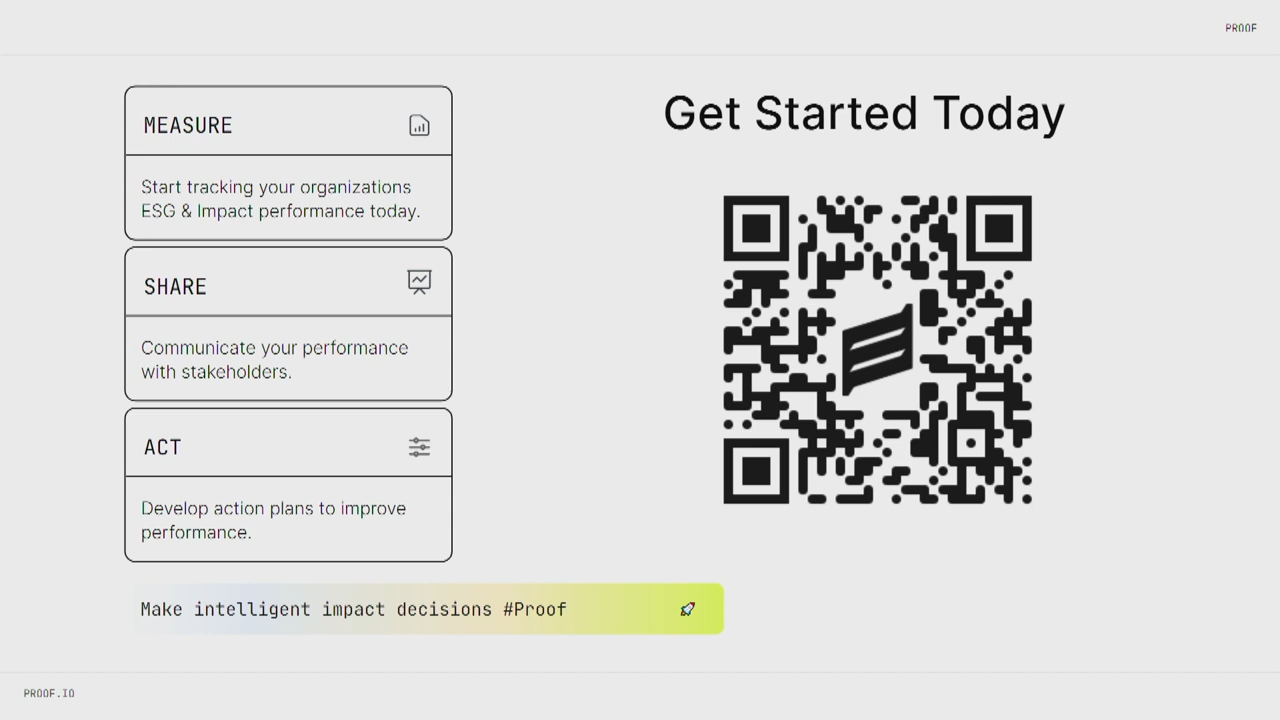 PROOF
MEASURE
Start tracking your organizations
ESG & Impact performance today.
SHARE
Communicate your performance
with stakeholders.
ACT
Develop action plans to improve
performance.
Make intelligent impact decisions #Proof
Get Started Today
PROOF.IO